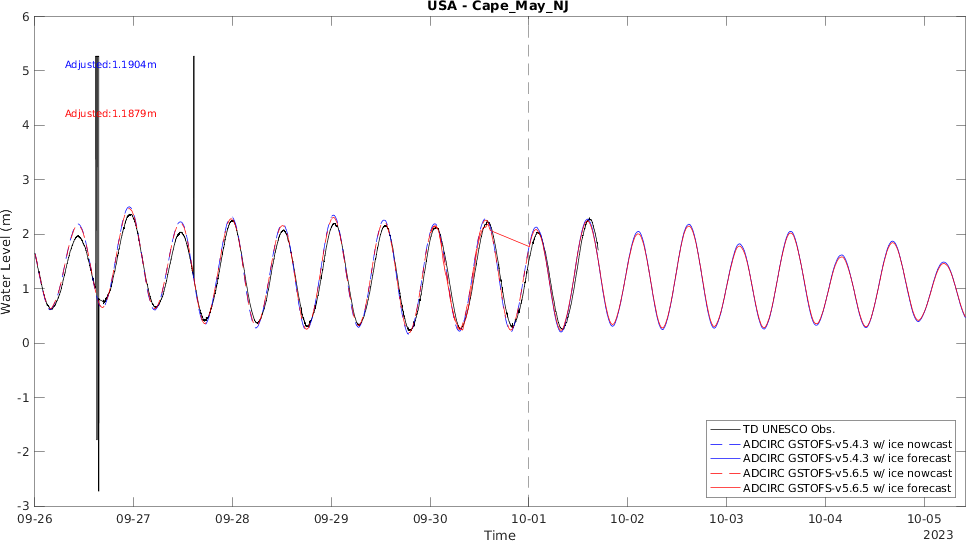 USA - Cape_May_NJ
6
5
4
3
2
1
0
-1
-2
-3
Water Level (m)
Adjusted:1.1904m
Adjusted:1.1879m
TD UNESCO Obs.
ADCIRC GSTOFS-v5.4.3 w/ ice nowcast
ADCIRC GSTOFS-v5.4.3 w/ ice forecast
ADCIRC GSTOFS-v5.6.5 w/ ice nowcast
ADCIRC GSTOFS-v5.6.5 w/ ice forecast
09-26 09-27 09-28 09-29 09-30 10-01 10-02 10-03 10-04 10-05
Time
2023